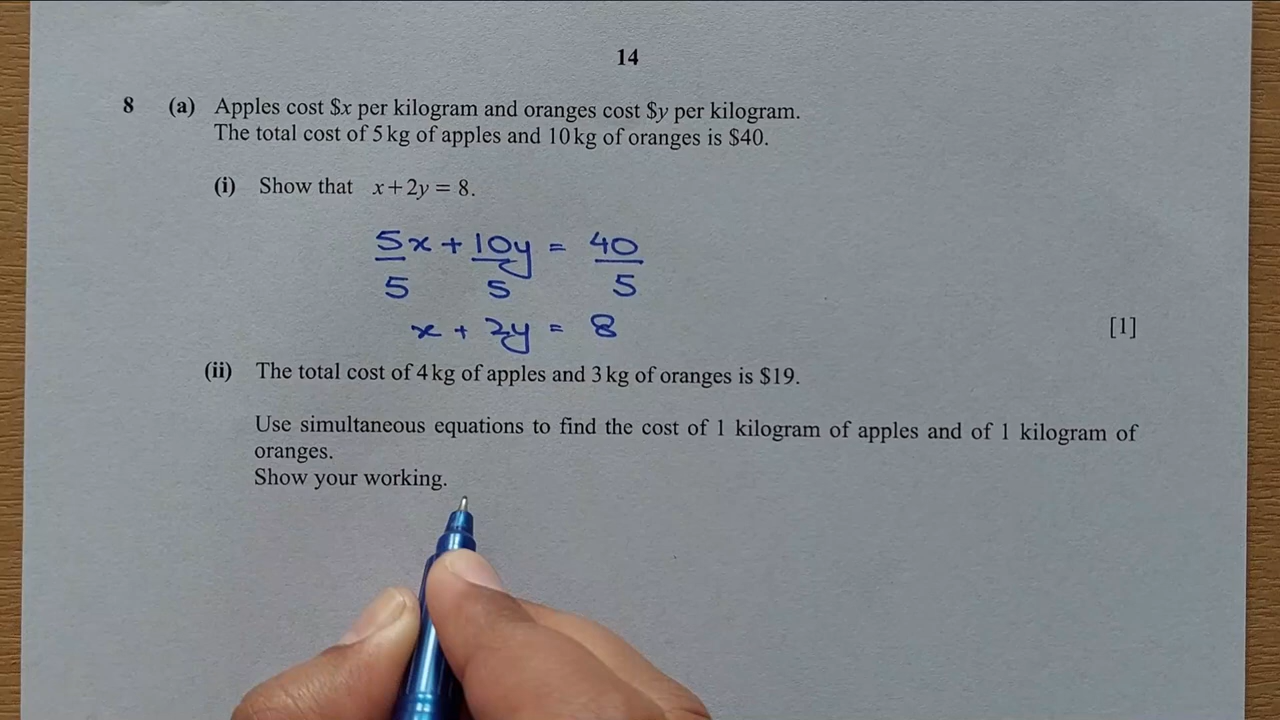 14
8 (a) Apples cost $x per kilogram and oranges cost $y per kilogram.
The total cost of 5 kg of apples and 10 kg of oranges is $40.
(i) Show that x + 2y = 8.
5x + 10y = 40
5 5 5
x + 2y = 8
[1]
(ii) The total cost of 4 kg of apples and 3 kg of oranges is $19.
Use simultaneous equations to find the cost of 1 kilogram of apples and of 1 kilogram of
oranges.
Show your working.